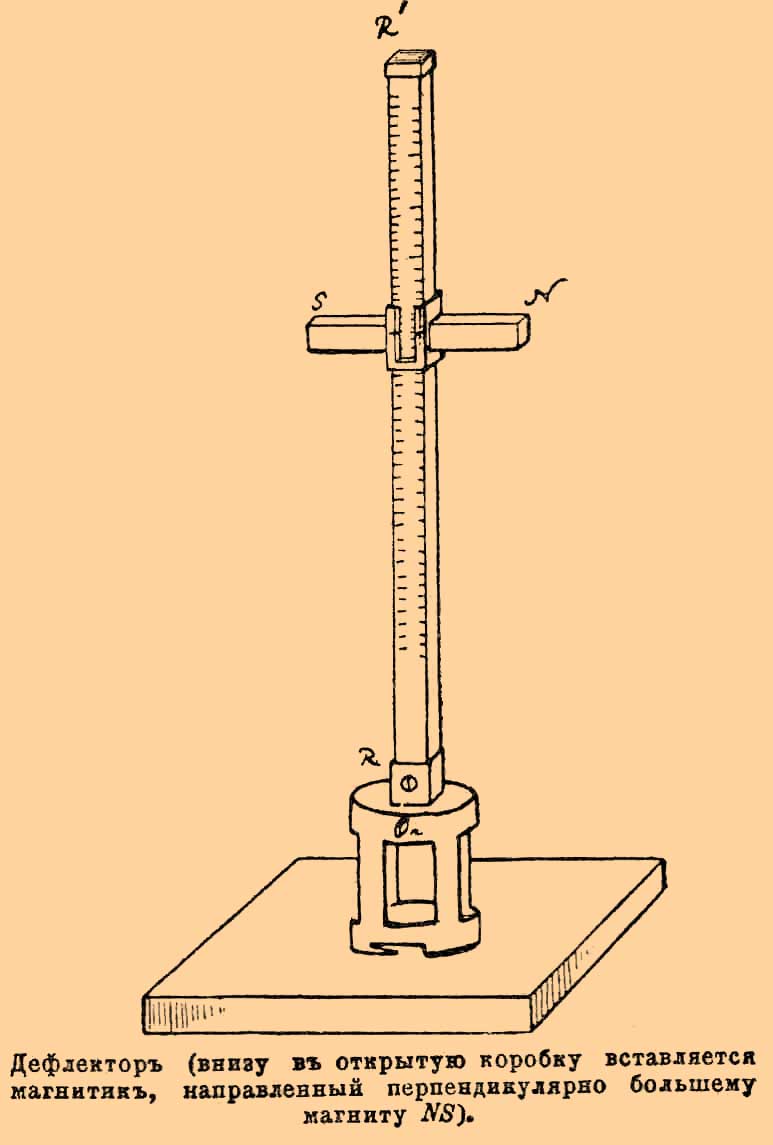 R'
S N
R
Дефлекторъ (внизу въ открытую коробку вставляется
магнитикъ, направленный перпендикулярно большему
магниту NS).